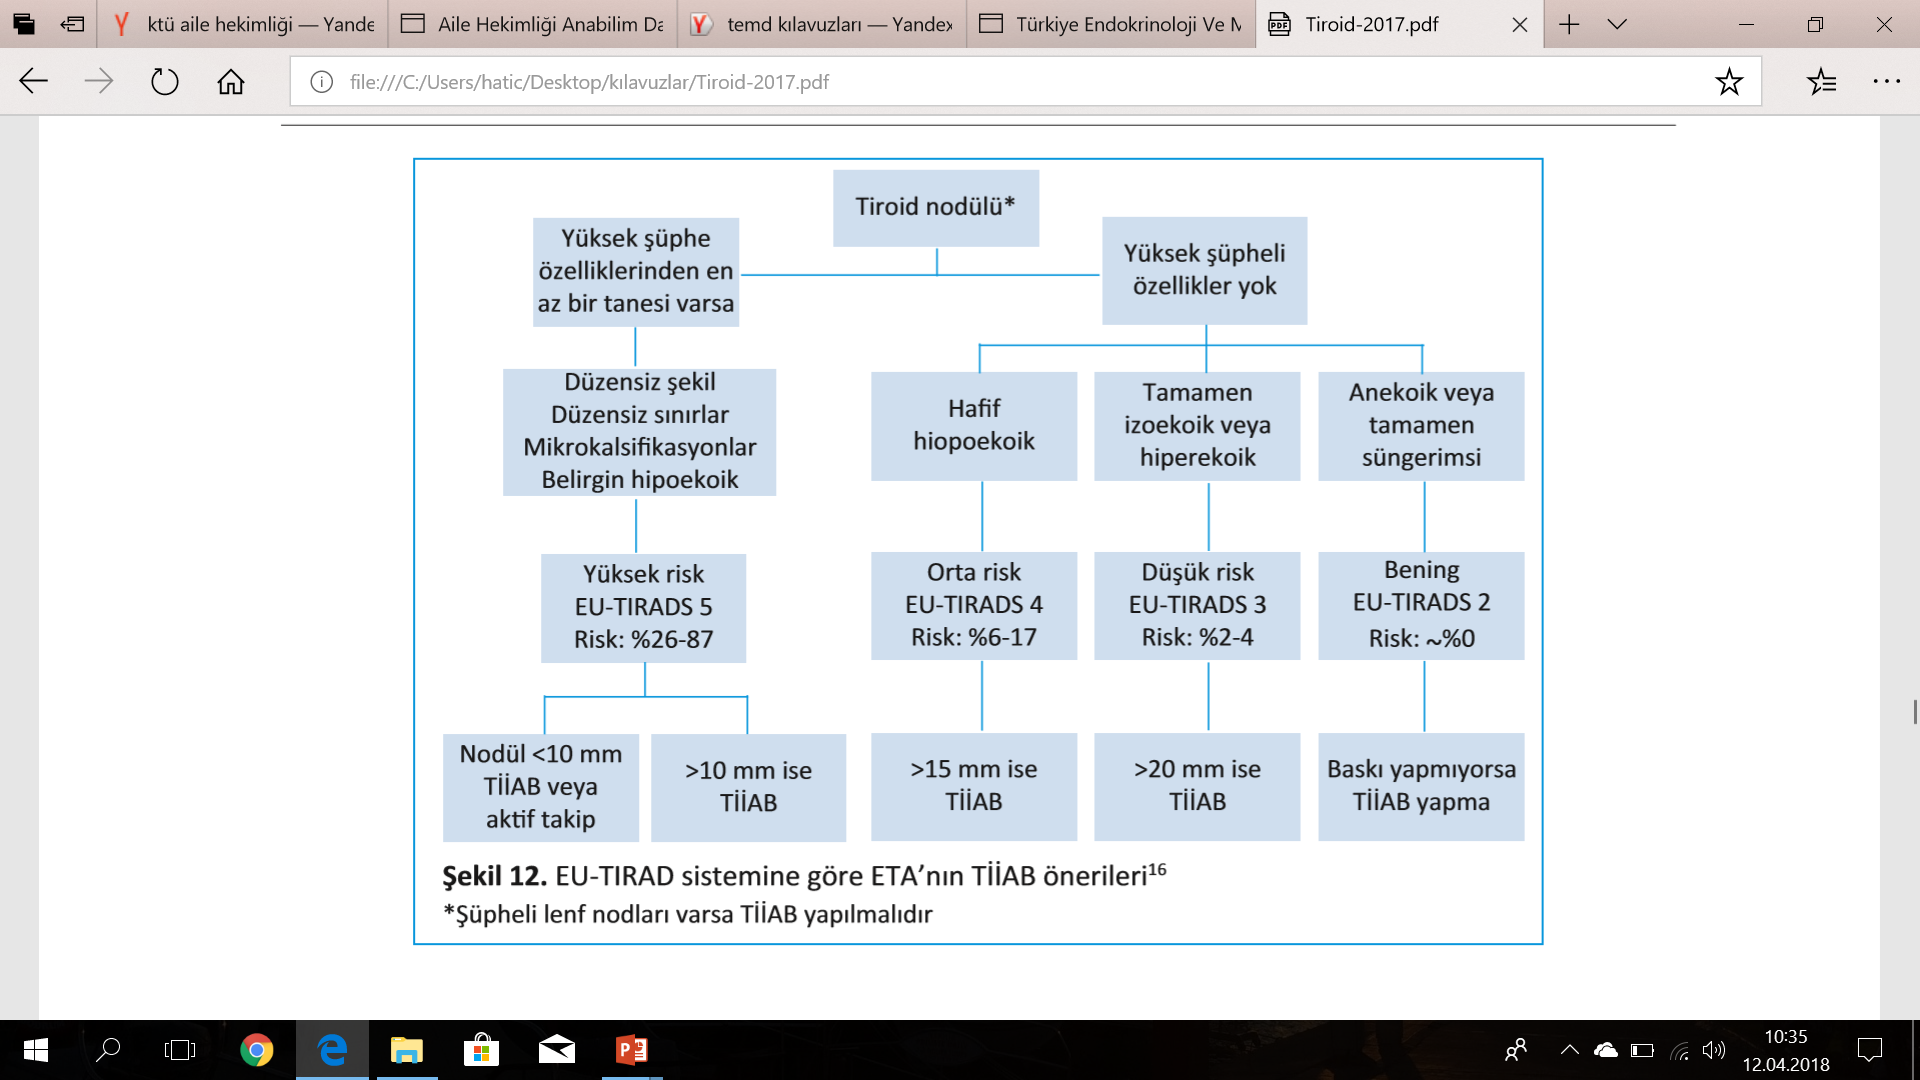 ktü aile hekimliği — Yande
Aile Hekimliği Anabilim Da
temd kılavuzları — Yandex
Türkiye Endokrinoloji Ve M
Tiroid-2017.pdf
file:///C:/Users/hatic/Desktop/kılavuzlar/Tiroid-2017.pdf
Tiroid nodülü*
Yüksek şüphe
özelliklerinden en
az bir tanesi varsa
Yüksek şüpheli
özellikler yok
Düzensiz şekil
Düzensiz sınırlar
Mikrokalsifikasyonlar
Belirgin hipoekoik
Hafif
hiopoekoik
Tamamen
izoekoik veya
hiperekoik
Anekoik veya
tamamen
süngerimsi
Yüksek risk
EU-TIRADS 5
Risk: %26-87
Orta risk
EU-TIRADS 4
Risk: %6-17
Düşük risk
EU-TIRADS 3
Risk: %2-4
Bening
EU-TIRADS 2
Risk: ~%0
Nodül <10 mm
TİİAB veya
aktif takip
>10 mm ise
TİİAB
>15 mm ise
TİİAB
>20 mm ise
TİİAB
Baskı yapmıyorsa
TİİAB yapma
Şekil 12. EU-TIRAD sistemine göre ETA’nın TİİAB önerileri16
*Şüpheli lenf nodları varsa TİİAB yapılmalıdır
10:35
12.04.2018